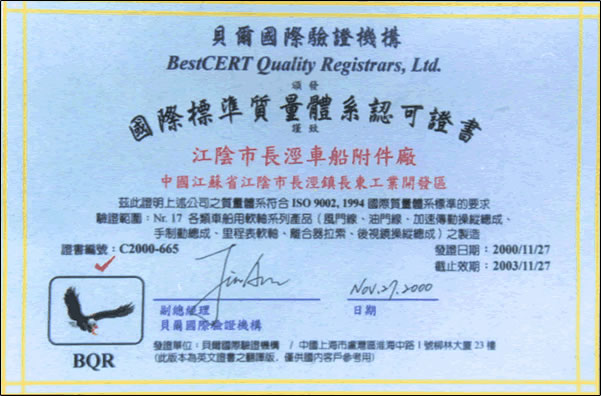 貝爾國際驗證機構
BestCERT Quality Registrars, Ltd.
頒發
國際標準質量體系認可證書
謹致
江陰市長涇車船附件廠
中國江蘇省江陰市長涇鎮長東工業開發區
茲此證明上述公司之質量體系符合 ISO 9002, 1994 國際質量體系標準的要求
驗證範圍：Nr. 17 各類車船用軟軸系列產品（風門線、油門線、加速傳動操縱總成、
手制動總成、里程表軟軸、離合器拉索、後視鏡操縱總成）之製造
證書編號：C2000-665
發證日期：2000/11/27
截止效期：2003/11/27
Nov. 27, 2000
副總經理
日期
貝爾國際驗證機構
BQR
發證單位：貝爾國際驗證機構 / 中國上海市盧灣區淮海中路1號柳林大廈23樓
（此版本為英文證書之翻譯版，僅供國內客戶參考用）